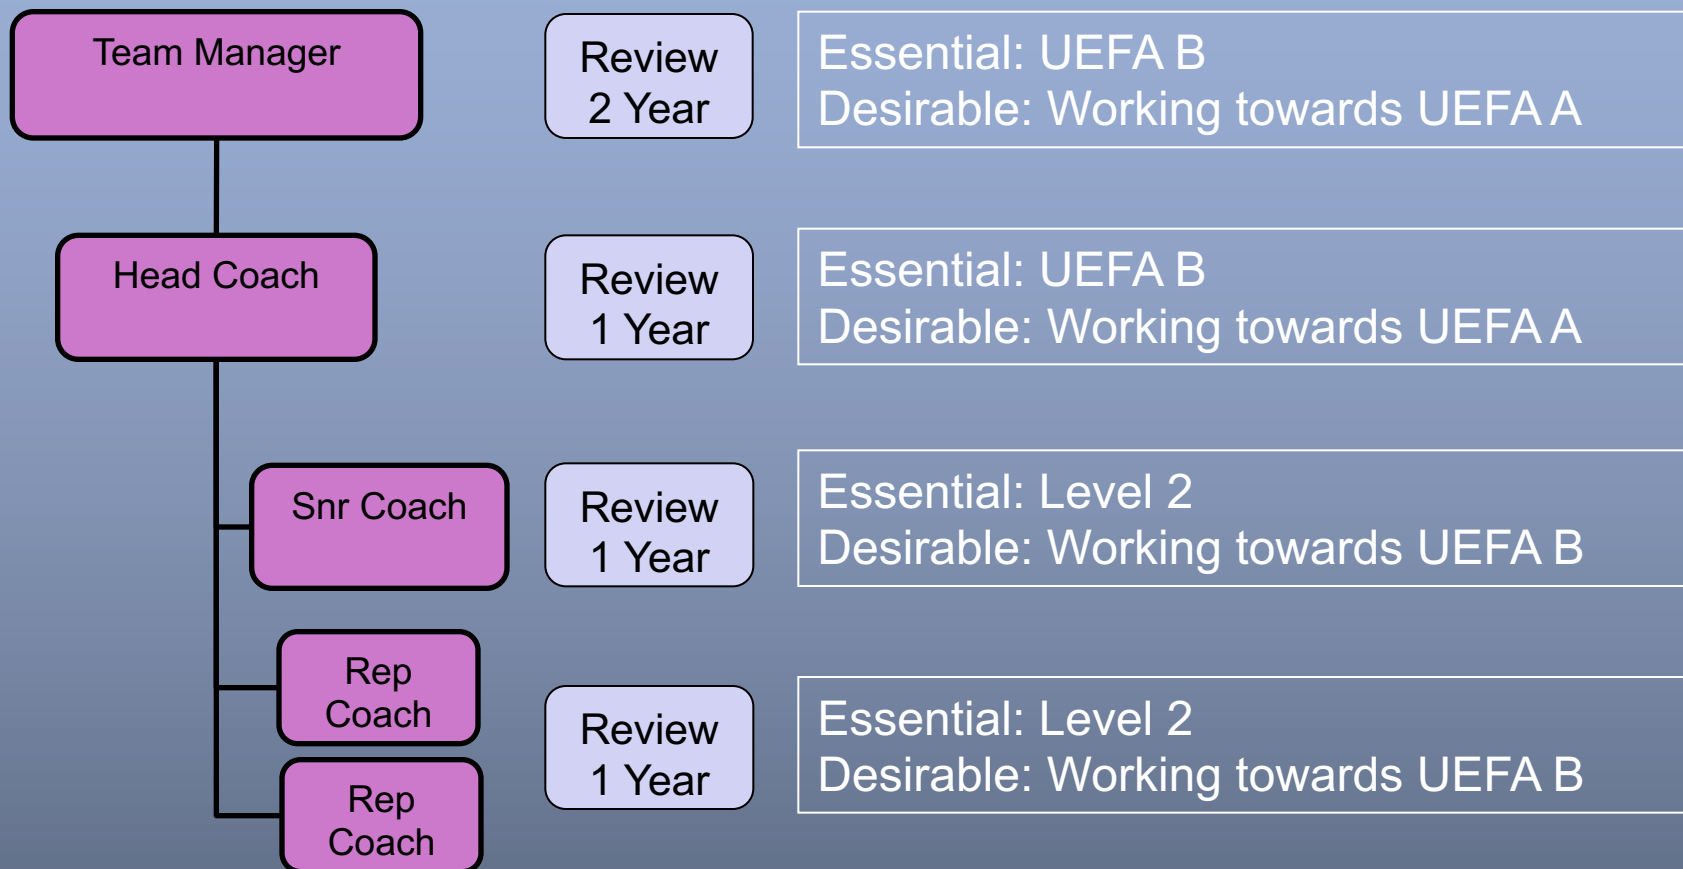 Team Manager
Review
2 Year
Essential: UEFA B
Desirable: Working towards UEFA A
Head Coach
Review
1 Year
Essential: UEFA B
Desirable: Working towards UEFA A
Snr Coach
Review
1 Year
Essential: Level 2
Desirable: Working towards UEFA B
Rep
Coach
Rep
Coach
Review
1 Year
Essential: Level 2
Desirable: Working towards UEFA B